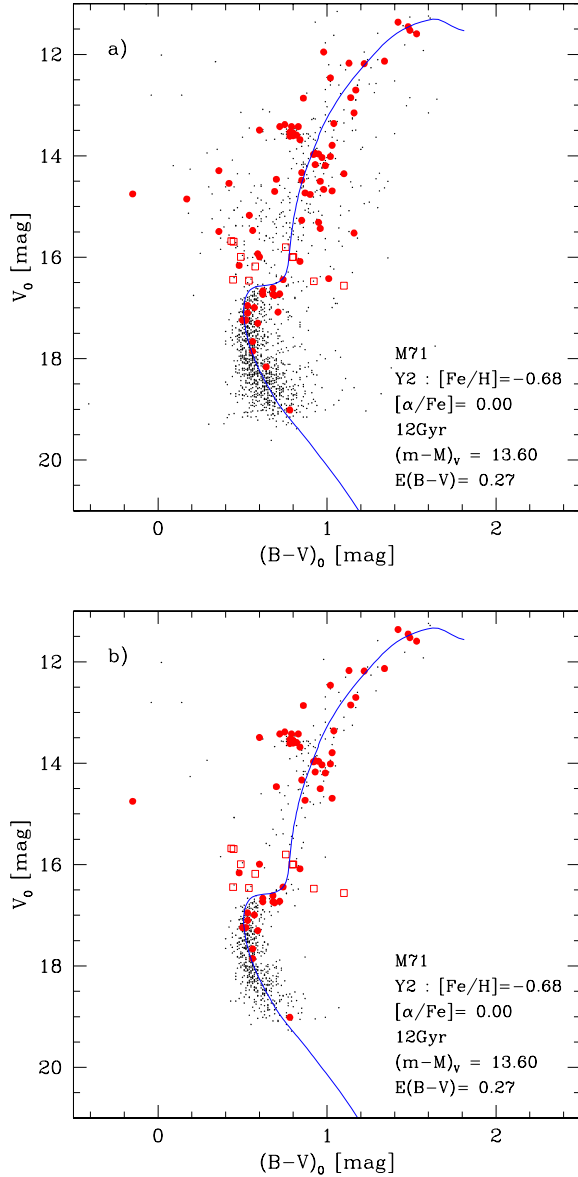 a)
12
14
16
18
20
V₀ [mag]
M71
Y2 : [Fe/H]=−0.68
[α/Fe]= 0.00
12Gyr
(m−M)ᵥ = 13.60
E(B−V)= 0.27
0 1 2
(B−V)₀ [mag]
b)
12
14
16
18
20
V₀ [mag]
M71
Y2 : [Fe/H]=−0.68
[α/Fe]= 0.00
12Gyr
(m−M)ᵥ = 13.60
E(B−V)= 0.27
0 1 2
(B−V)₀ [mag]